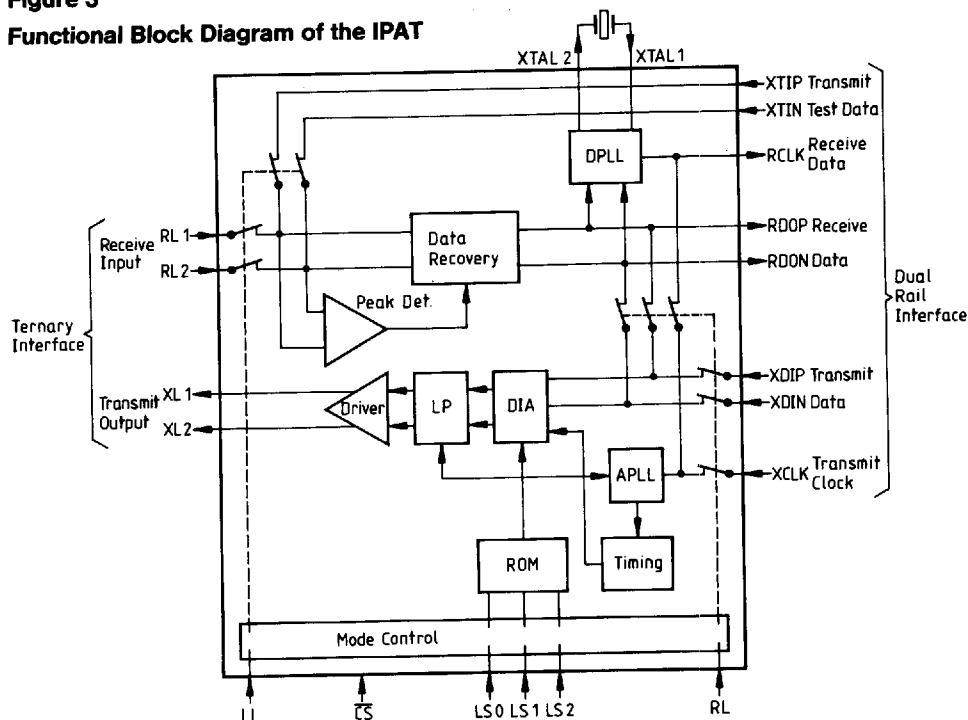 Figure 3
Functional Block Diagram of the IPAT
XTAL 2
XTAL 1
XTIP Transmit
XTIN Test Data
DPLL
RCLK Receive
Data
Receive
Input
RL 1
RL 2
Data
Recovery
RDOP Receive
RDON Data
Peak Det.
Ternary
Interface
Dual
Rail
Interface
Transmit
Output
XL 1
XL 2
Driver
LP
DIA
XDIP Transmit
XDIN Data
APLL
XCLK Transmit
Clock
ROM
Timing
Mode Control
CS
LS0 LS1 LS2
RL